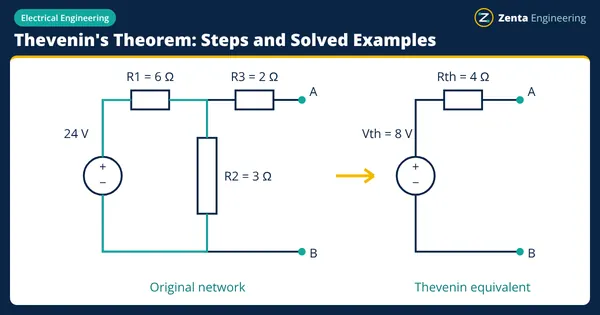 Electrical Engineering
Zenta Engineering
Thevenin's Theorem: Steps and Solved Examples
R1 = 6 Ω
R3 = 2 Ω
A
24 V
+
−
R2 = 3 Ω
B
Original network
Rth = 4 Ω
A
Vth = 8 V
+
−
B
Thevenin equivalent